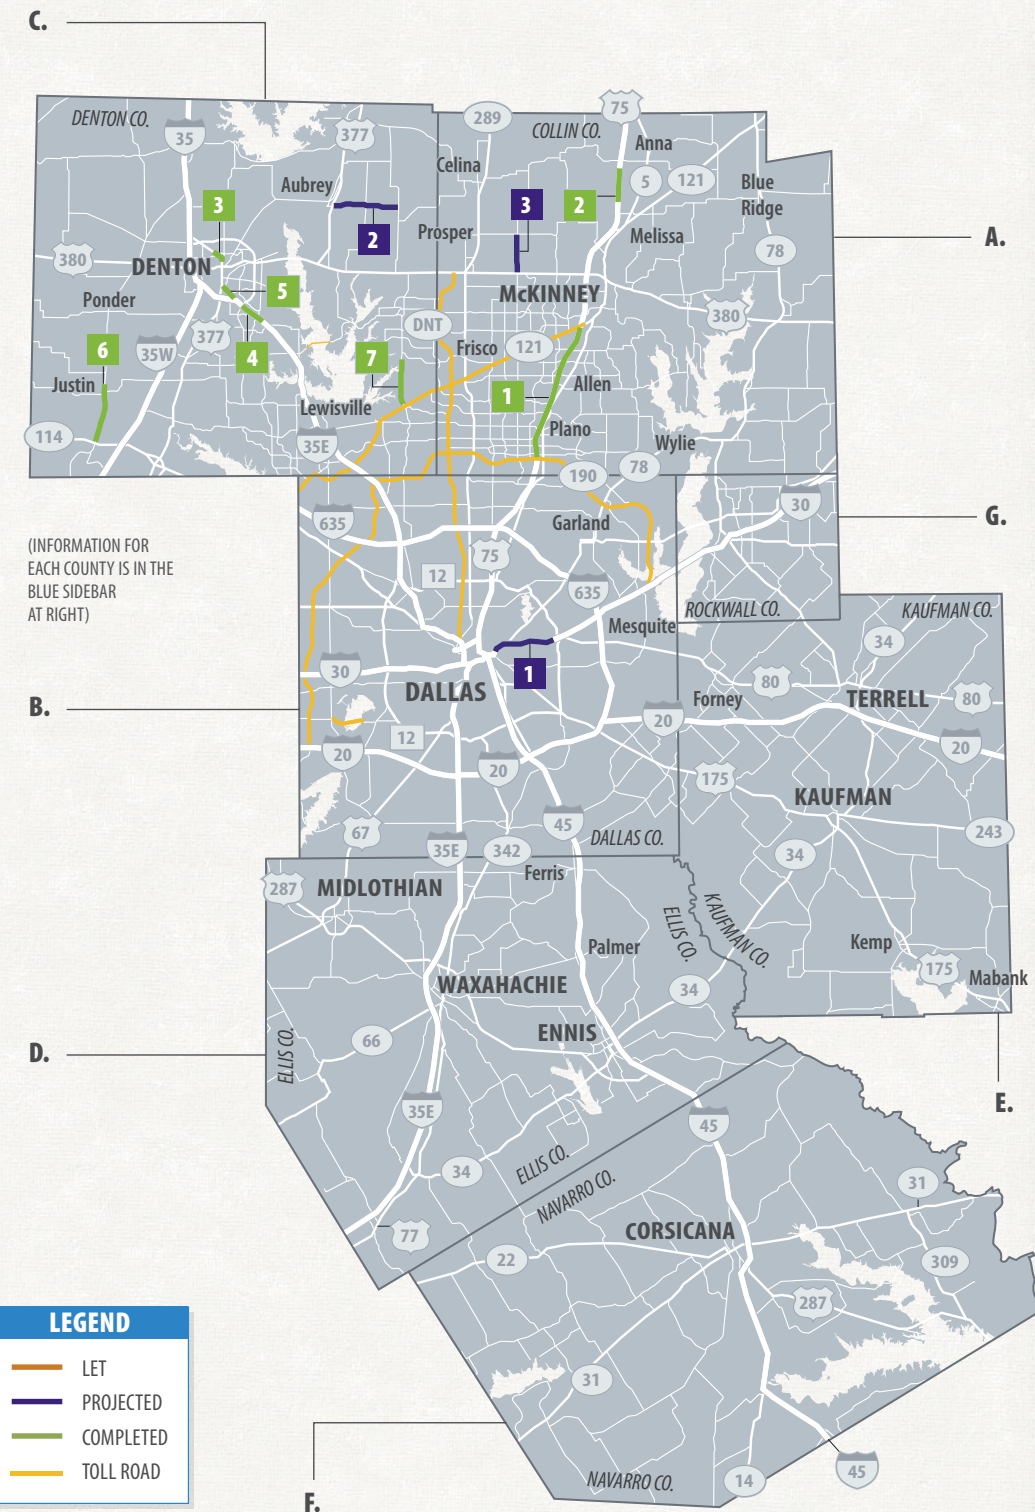 C.
DENTON CO.
35
377
289
COLLIN CO.
75
Anna
Celina
5
121
Blue
Ridge
Aubrey
3
2
3
2
Prosper
Melissa
78
A.
380
DENTON
5
McKINNEY
Ponder
377
DNT
380
6
35W
4
7
Frisco
121
Justin
1
Allen
Lewisville
Plano
114
35E
Wylie
190
78
30
G.
635
Garland
(INFORMATION FOR
EACH COUNTY IS IN THE
BLUE SIDEBAR
AT RIGHT)
75
12
635
ROCKWALL CO.
KAUFMAN CO.
Mesquite
34
30
1
80
B.
DALLAS
Forney
TERRELL
80
20
12
20
20
20
175
KAUFMAN
67
45
DALLAS CO.
243
35E
342
34
Ferris
287
MIDLOTHIAN
ELLIS CO.
KAUFMAN CO.
Palmer
Kemp
175
Mabank
WAXAHACHIE
34
ENNIS
66
D.
ELLIS CO.
E.
35E
45
34
ELLIS CO.
NAVARRO CO.
31
77
CORSICANA
22
309
287
LEGEND
LET
PROJECTED
COMPLETED
TOLL ROAD
31
NAVARRO CO.
14
45
F.